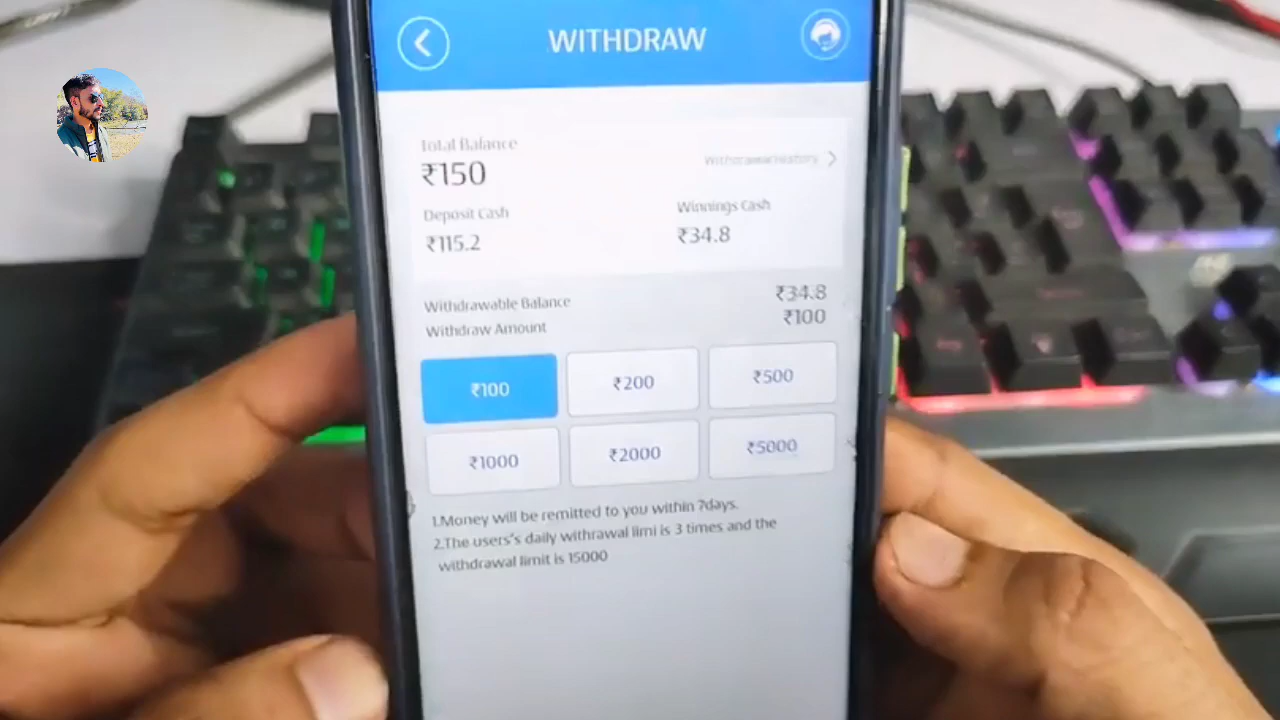 WITHDRAW
Total Balance
₹150
Withdrawal History
Deposit Cash
Winnings Cash
₹115.2
₹34.8
Withdrawable Balance
₹34.8
Withdraw Amount
₹100
₹100
₹200
₹500
₹1000
₹2000
₹5000
1.Money will be remitted to you within 7days.
2.The users's daily withrawal limi is 3 times and the
withdrawal limit is 15000